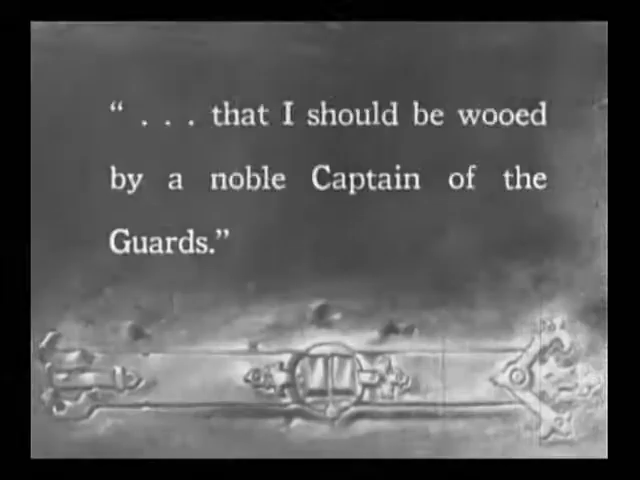 “ . . . that I should be wooed
by a noble Captain of the
Guards.”